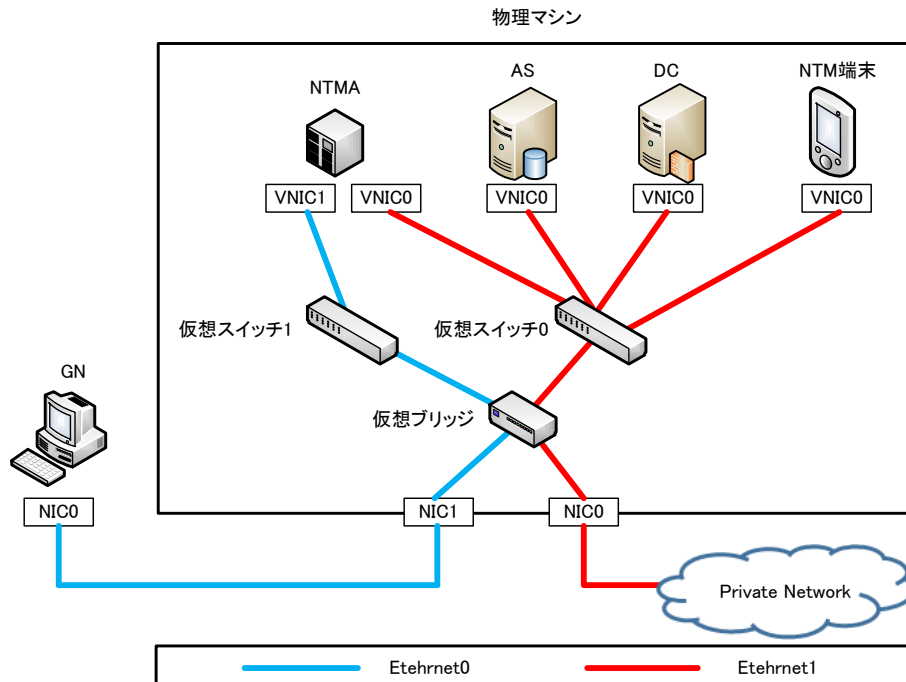 物理マシン
NTMA
AS
DC
NTM端末
VNIC1
VNIC0
VNIC0
VNIC0
VNIC0
仮想スイッチ1
仮想スイッチ0
GN
仮想ブリッジ
NIC0
NIC1
NIC0
Private Network
Etehrnet0
Etehrnet1